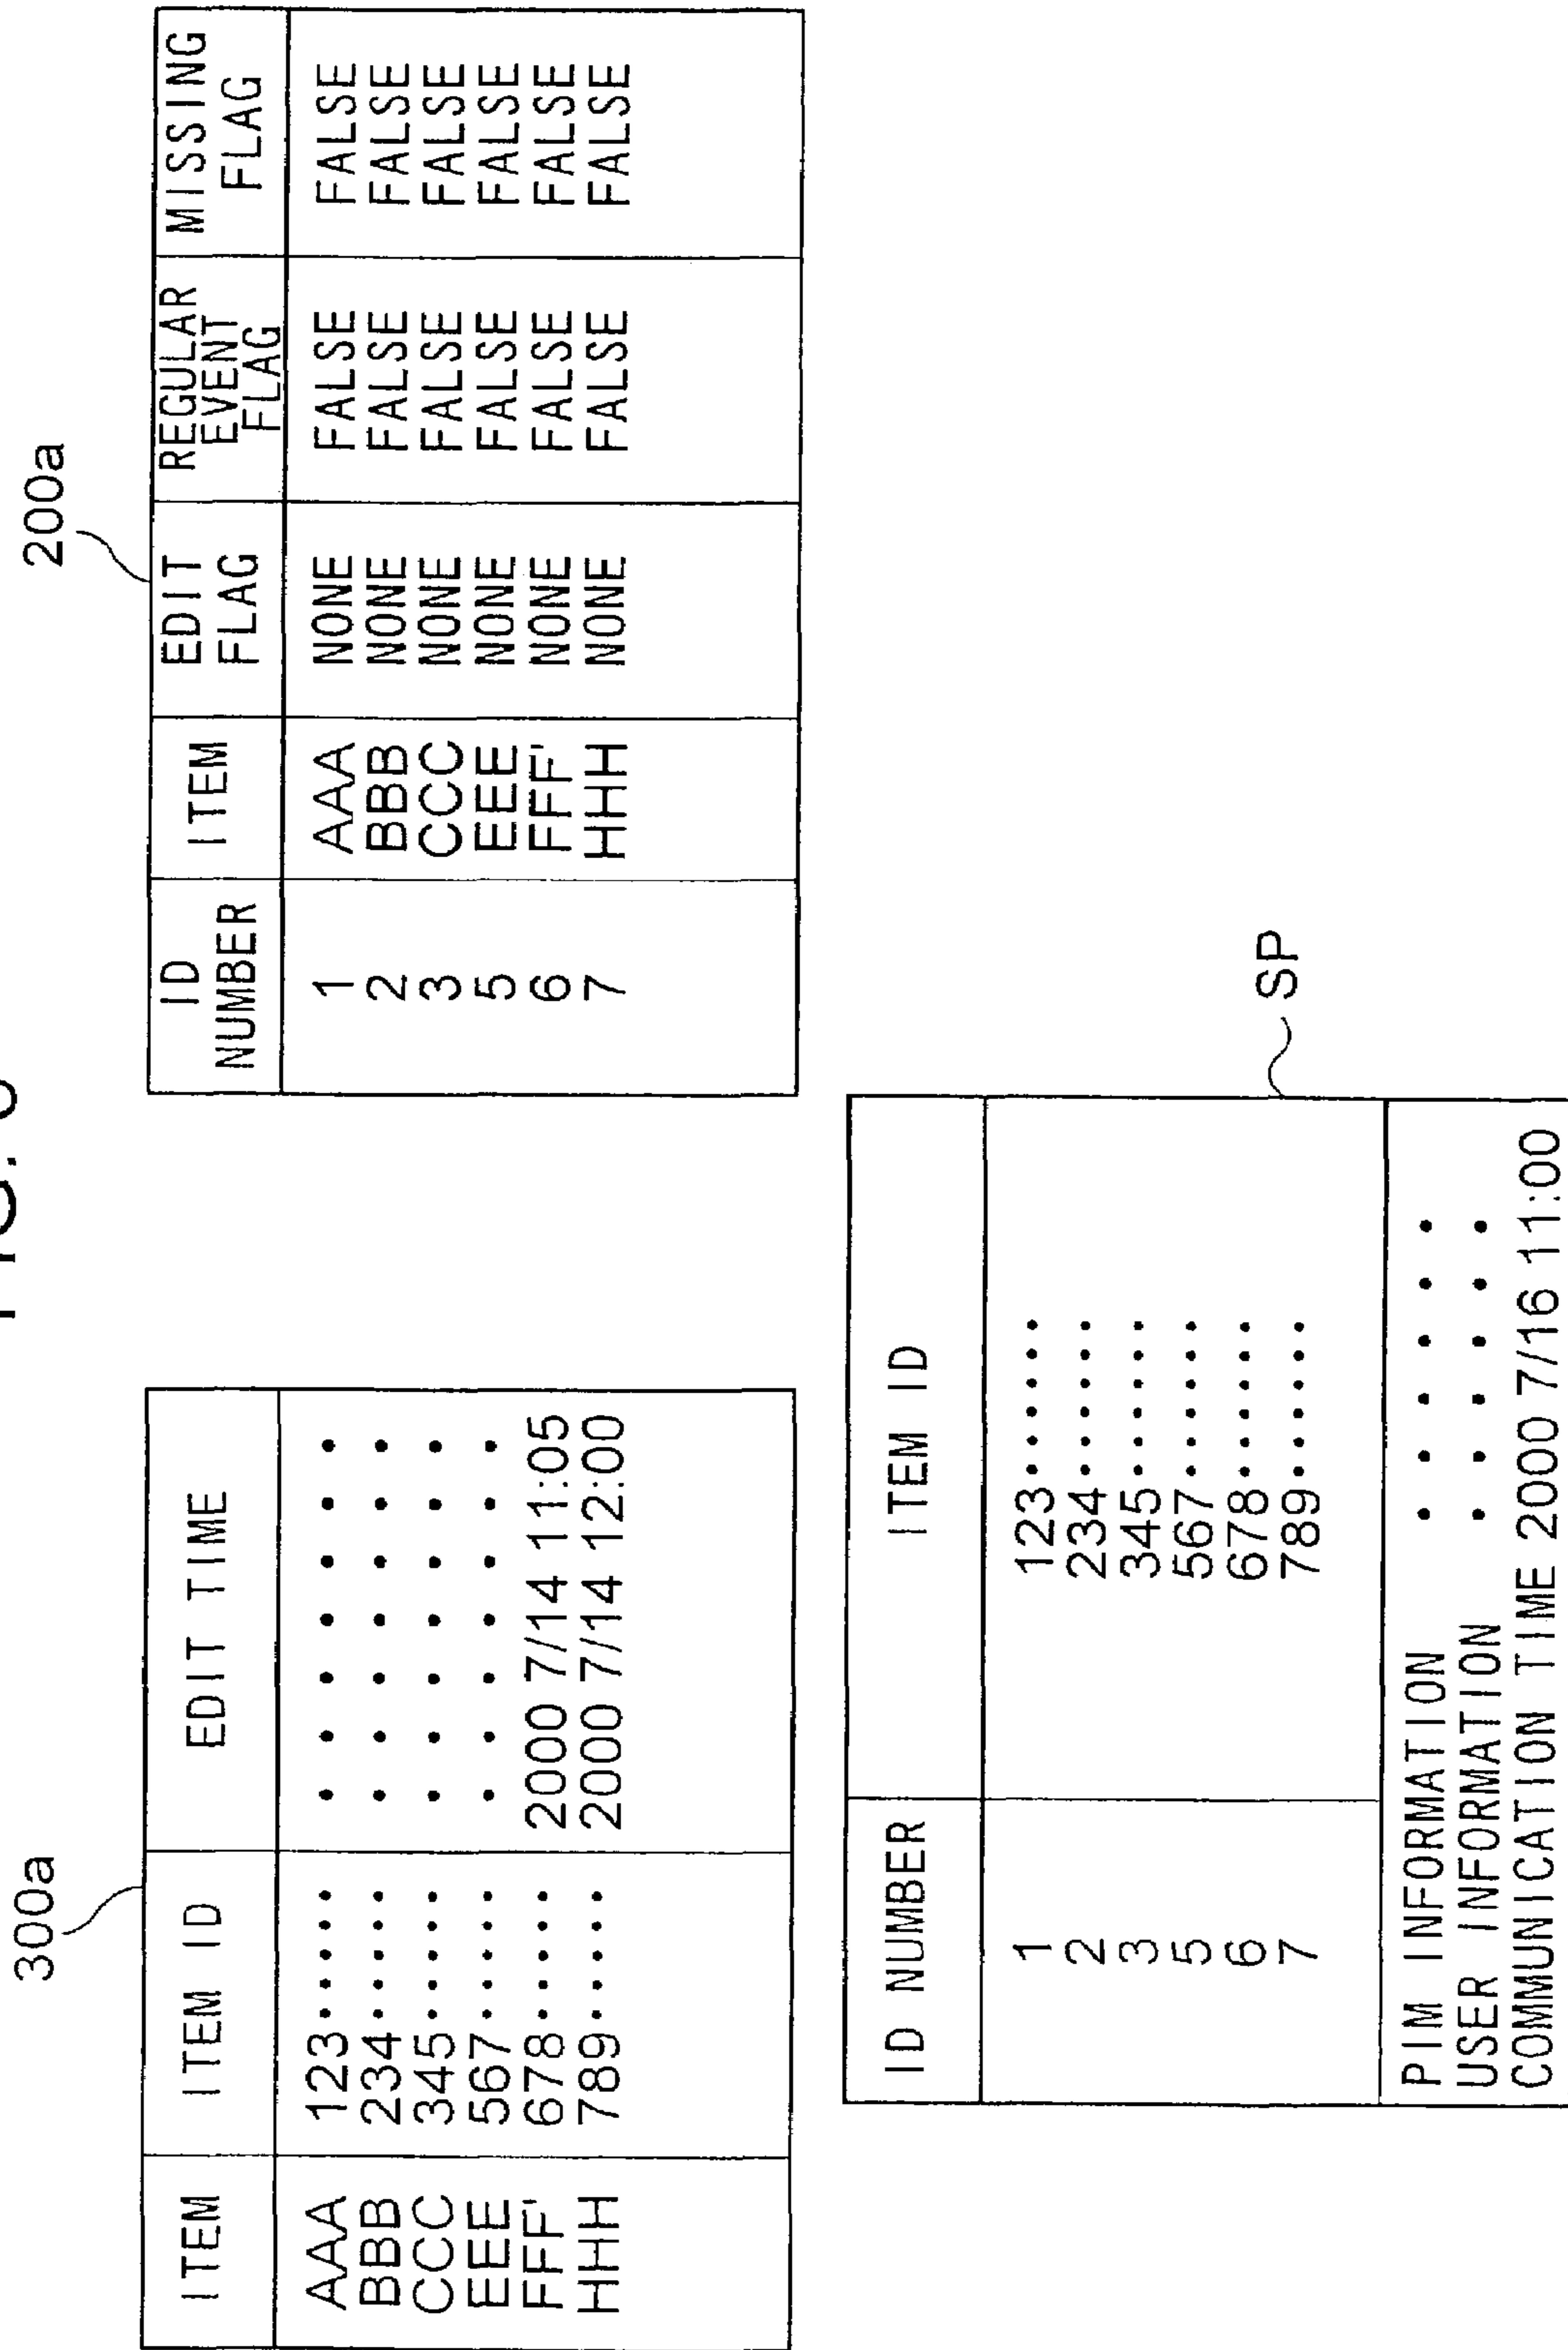 300a
ITEM ITEM ID EDIT TIME
AAA 123•••••
BBB 234•••••
CCC 345•••••
EEE 567•••••
FFF' 678••••• 2000 7/14 11:05
HHH 789••••• 2000 7/14 12:00
200a
ID NUMBER ITEM EDIT FLAG REGULAR EVENT FLAG MISSING FLAG
1 AAA NONE FALSE FALSE
2 BBB NONE FALSE FALSE
3 CCC NONE FALSE FALSE
5 EEE NONE FALSE FALSE
6 FFF' NONE FALSE FALSE
7 HHH NONE FALSE FALSE
SP
ID NUMBER ITEM ID
1 123••••••
2 234••••••
3 345••••••
5 567••••••
6 678••••••
7 789••••••
PIM INFORMATION • • • • • •
USER INFORMATION • • • • • •
COMMUNICATION TIME 2000 7/16 11:00